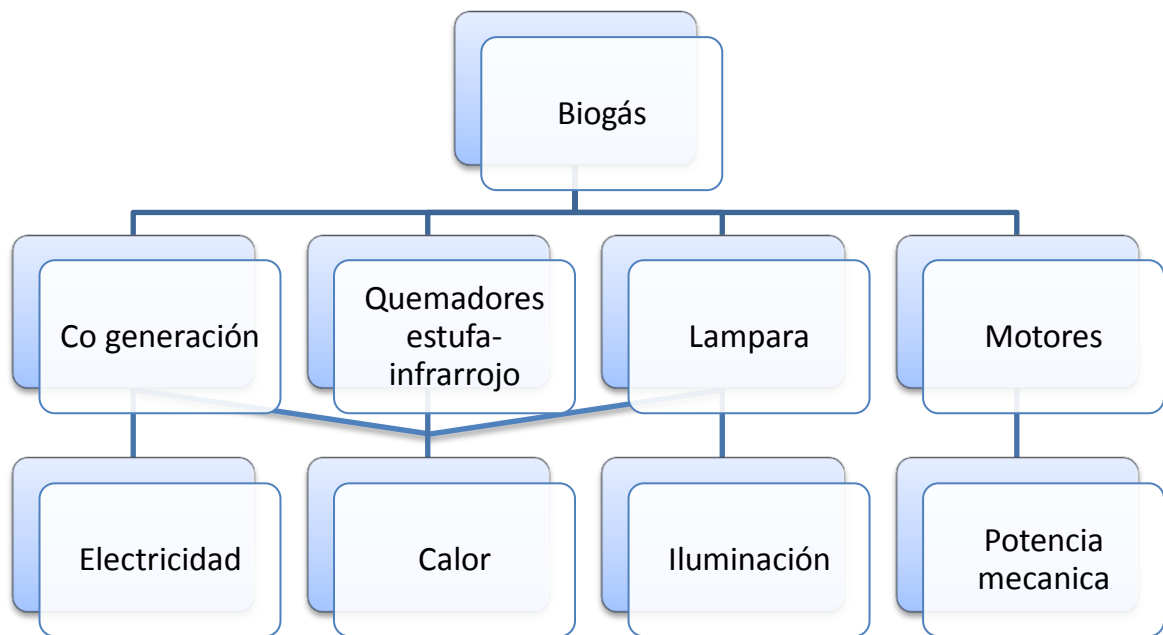 Biogás
Co generación
Quemadores
estufa-
infrarrojo
Lampara
Motores
Electricidad
Calor
Iluminación
Potencia
mecanica